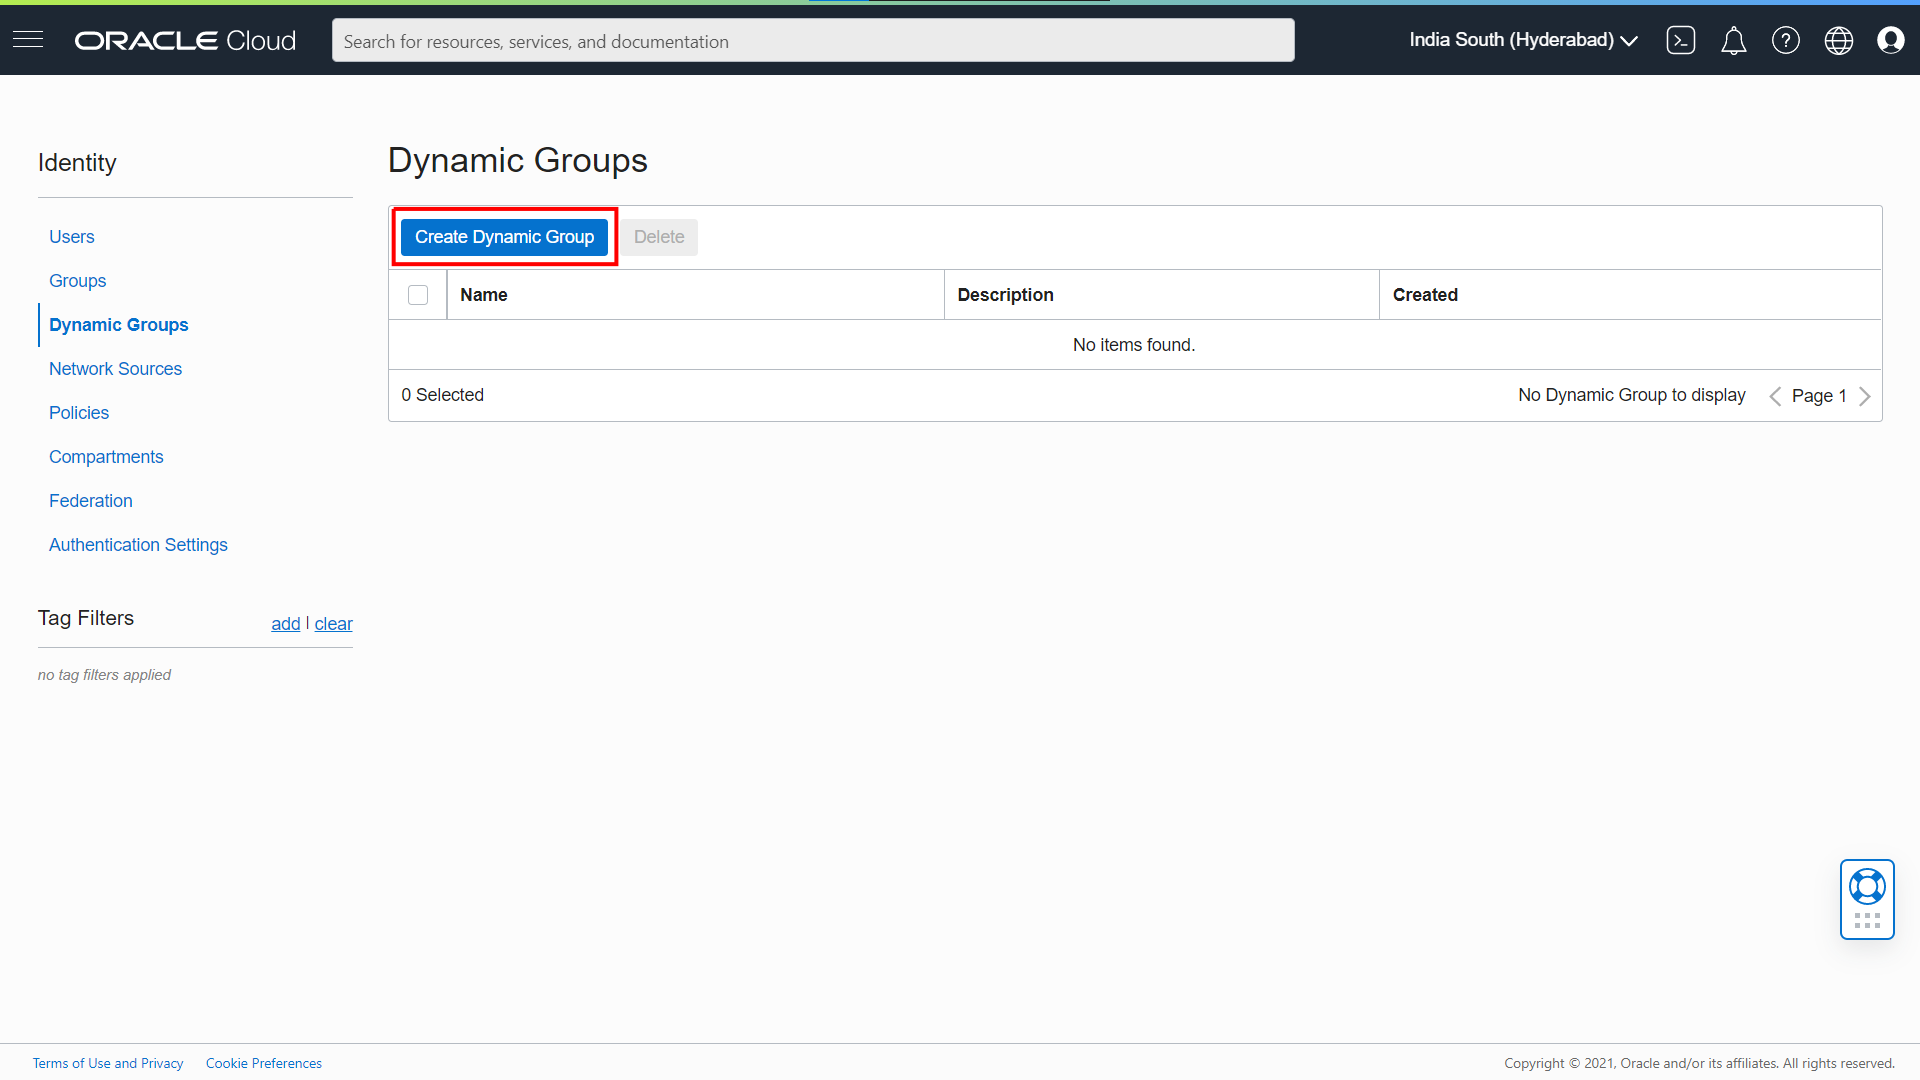 ORACLE Cloud
Search for resources, services, and documentation
India South (Hyderabad)
Identity
Users
Groups
Dynamic Groups
Network Sources
Policies
Compartments
Federation
Authentication Settings
Tag Filters
add | clear
no tag filters applied
Dynamic Groups
Create Dynamic Group Delete
Name Description Created
No items found.
0 Selected No Dynamic Group to display Page 1
Terms of Use and Privacy Cookie Preferences Copyright © 2021, Oracle and/or its affiliates. All rights reserved.